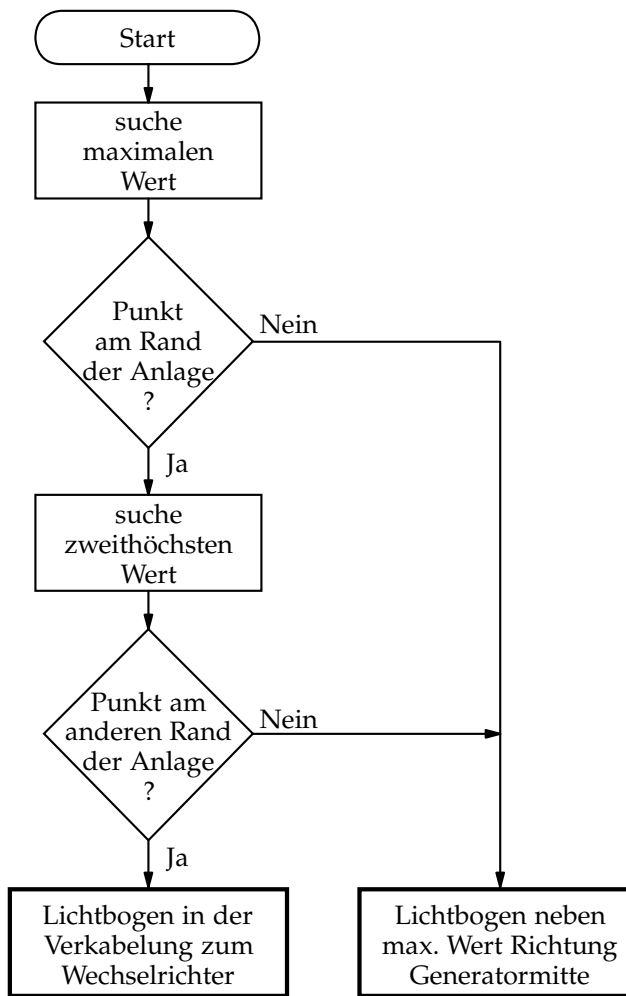 Start
suche
maximalen
Wert
Punkt
am Rand
der Anlage
?
Nein
Ja
suche
zweithöchsten
Wert
Punkt am
anderen Rand
der Anlage
?
Nein
Ja
Lichtbogen in der
Verkabelung zum
Wechselrichter
Lichtbogen neben
max. Wert Richtung
Generatormitte